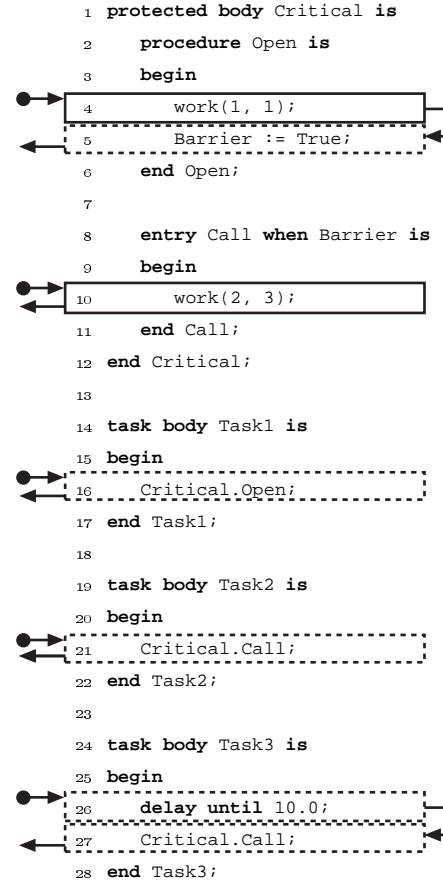 1 protected body Critical is
2 procedure Open is
3 begin
4 work(1, 1);
5 Barrier := True;
6 end Open;
7
8 entry Call when Barrier is
9 begin
10 work(2, 3);
11 end Call;
12 end Critical;
13
14 task body Task1 is
15 begin
16 Critical.Open;
17 end Task1;
18
19 task body Task2 is
20 begin
21 Critical.Call;
22 end Task2;
23
24 task body Task3 is
25 begin
26 delay until 10.0;
27 Critical.Call;
28 end Task3;